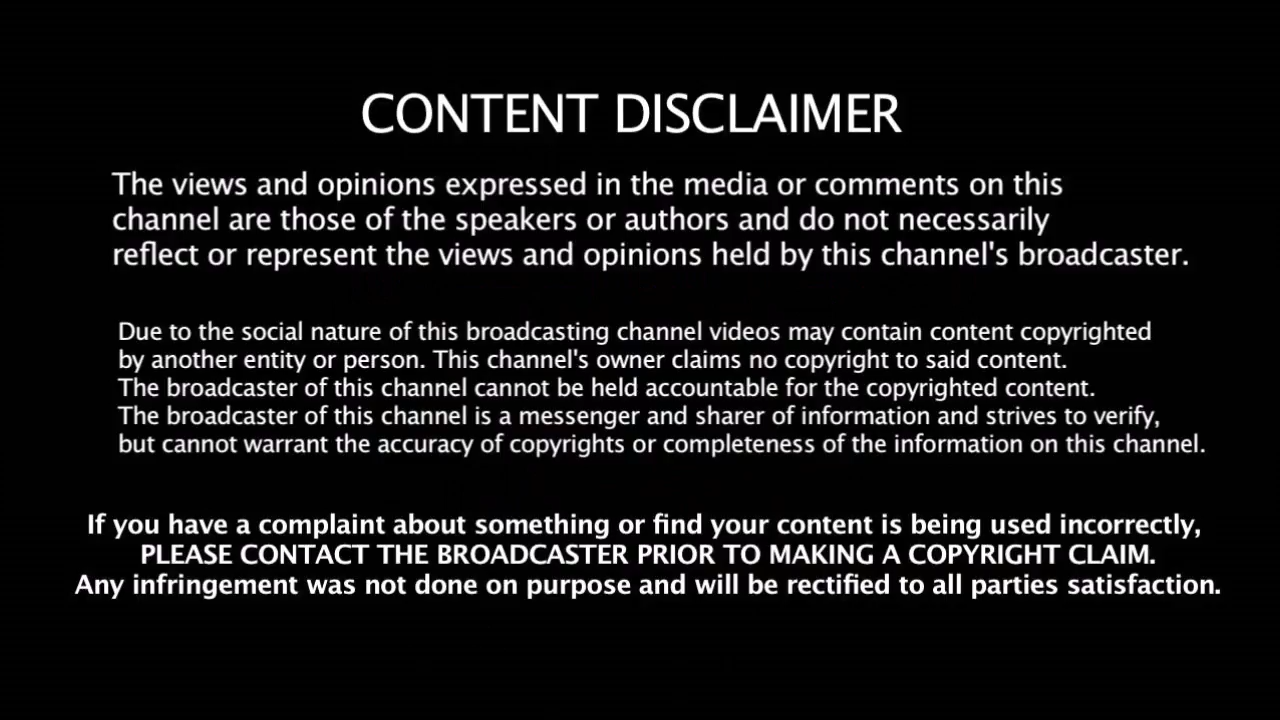 CONTENT DISCLAIMER
The views and opinions expressed in the media or comments on this
channel are those of the speakers or authors and do not necessarily
reflect or represent the views and opinions held by this channel's broadcaster.
Due to the social nature of this broadcasting channel videos may contain content copyrighted
by another entity or person. This channel's owner claims no copyright to said content.
The broadcaster of this channel cannot be held accountable for the copyrighted content.
The broadcaster of this channel is a messenger and sharer of information and strives to verify,
but cannot warrant the accuracy of copyrights or completeness of the information on this channel.
If you have a complaint about something or find your content is being used incorrectly,
PLEASE CONTACT THE BROADCASTER PRIOR TO MAKING A COPYRIGHT CLAIM.
Any infringement was not done on purpose and will be rectified to all parties satisfaction.